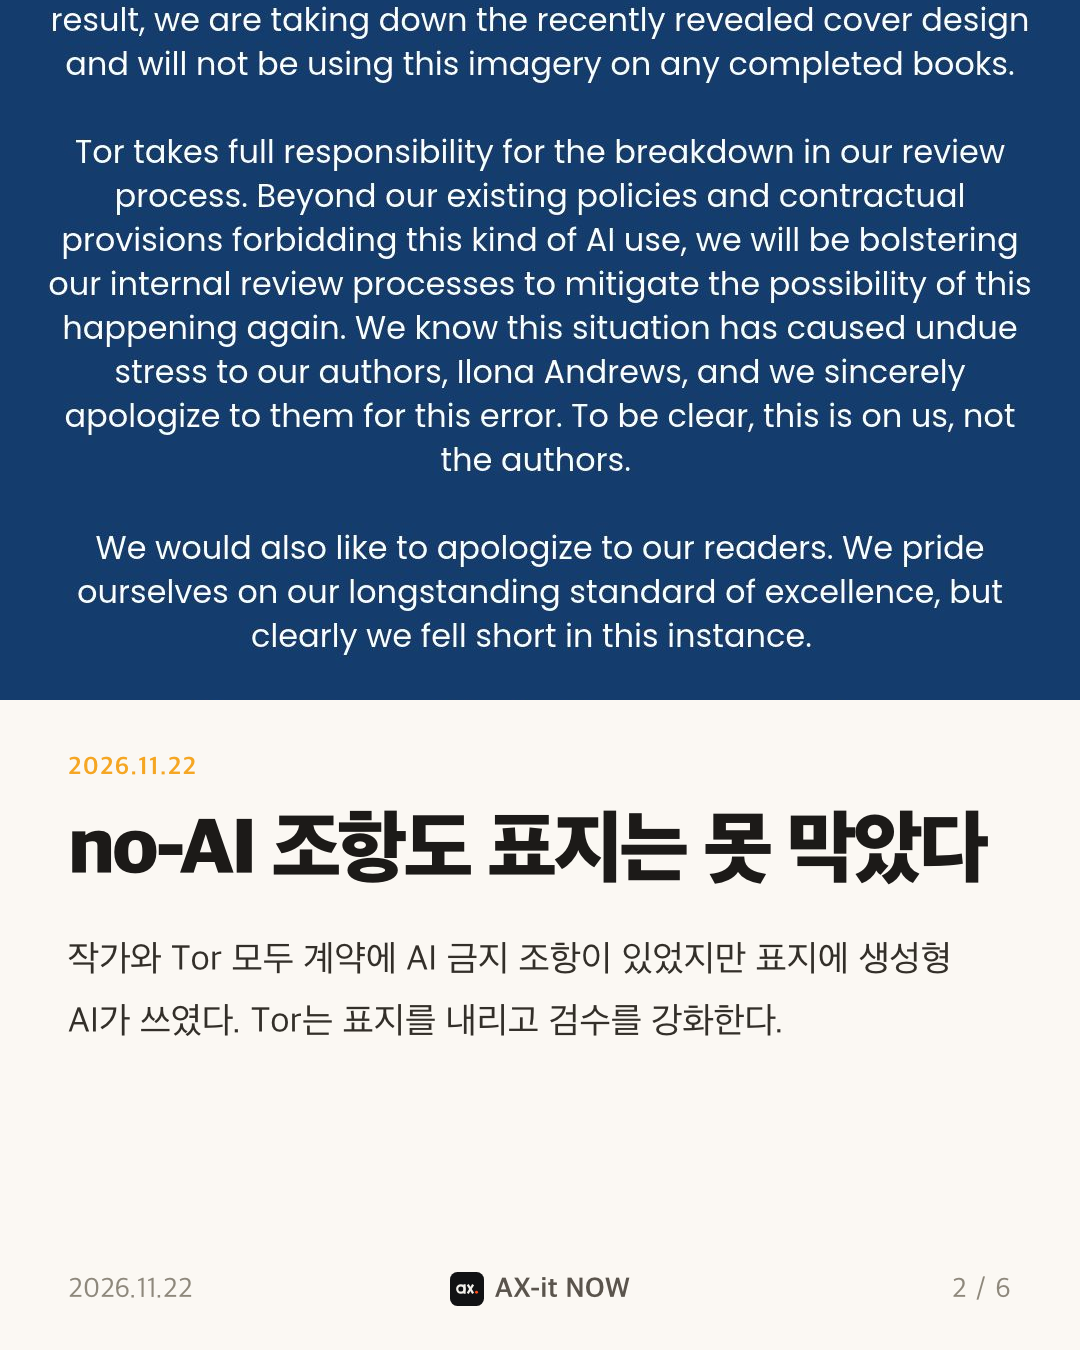 result, we are taking down the recently revealed cover design
and will not be using this imagery on any completed books.
Tor takes full responsibility for the breakdown in our review
process. Beyond our existing policies and contractual
provisions forbidding this kind of AI use, we will be bolstering
our internal review processes to mitigate the possibility of this
happening again. We know this situation has caused undue
stress to our authors, Ilona Andrews, and we sincerely
apologize to them for this error. To be clear, this is on us, not
the authors.
We would also like to apologize to our readers. We pride
ourselves on our longstanding standard of excellence, but
clearly we fell short in this instance.
2026.11.22
no-AI 조항도 표지는 못 막았다
작가와 Tor 모두 계약에 AI 금지 조항이 있었지만 표지에 생성형
AI가 쓰였다. Tor는 표지를 내리고 검수를 강화한다.
2026.11.22
ax. AX-it NOW
2 / 6